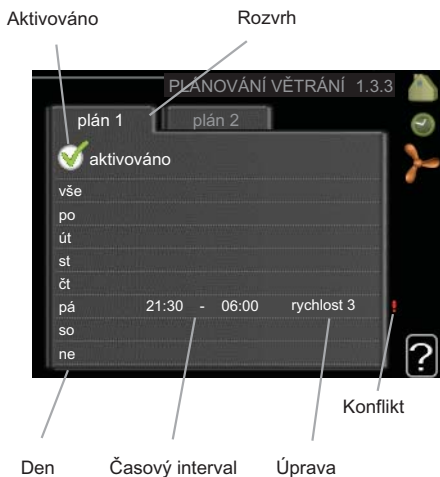 Aktivováno Rozvrh
PLÁNOVÁNÍ VĚTRÁNÍ 1.3.3
plán 1 plán 2
aktivováno
vše
po
út
st
čt
pá 21:30 - 06:00 rychlost 3 !
so
ne
?
Konflikt
Den Časový interval Úprava